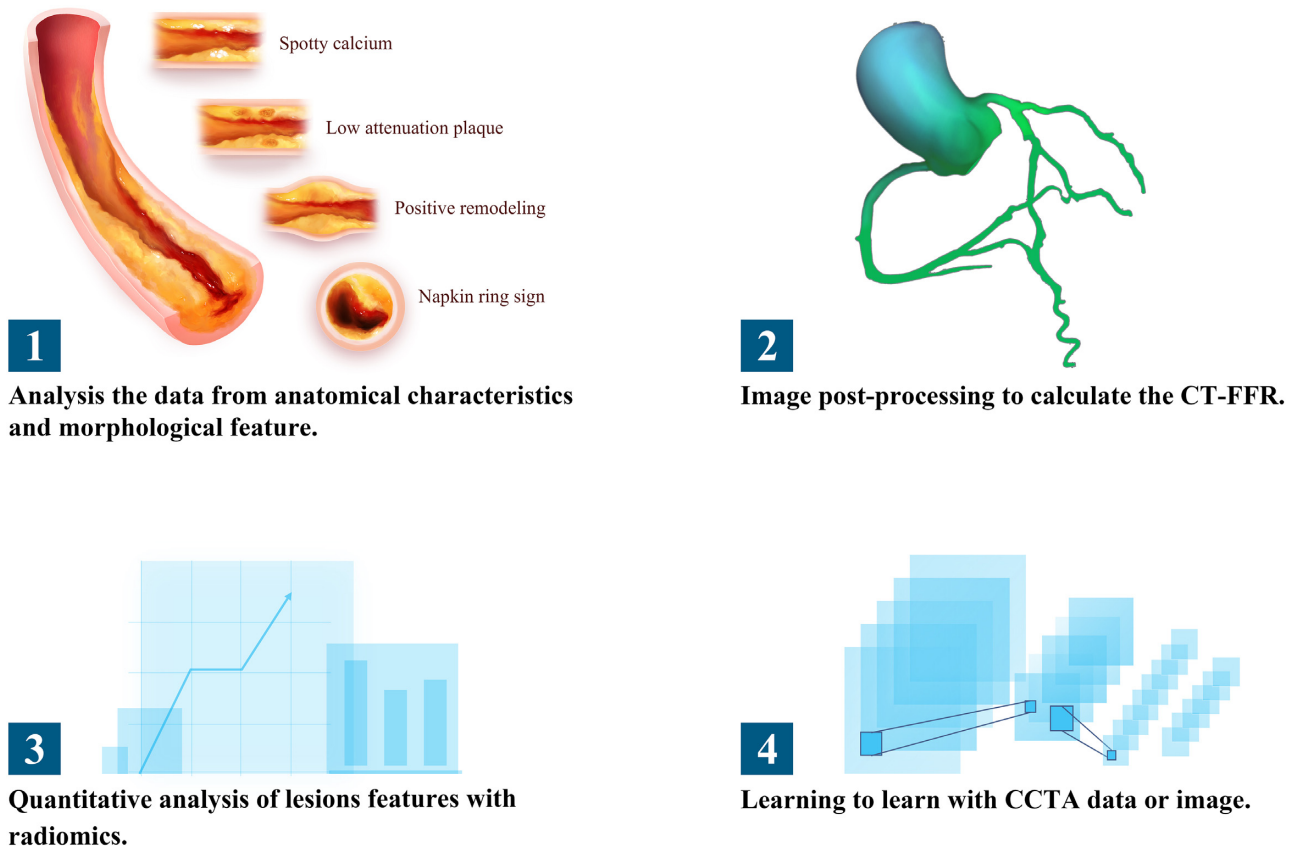 Spotty calcium
Low attenuation plaque
Positive remodeling
Napkin ring sign
1
Analysis the data from anatomical characteristics
and morphological feature.
2
Image post-processing to calculate the CT-FFR.
3
Quantitative analysis of lesions features with
radiomics.
4
Learning to learn with CCTA data or image.